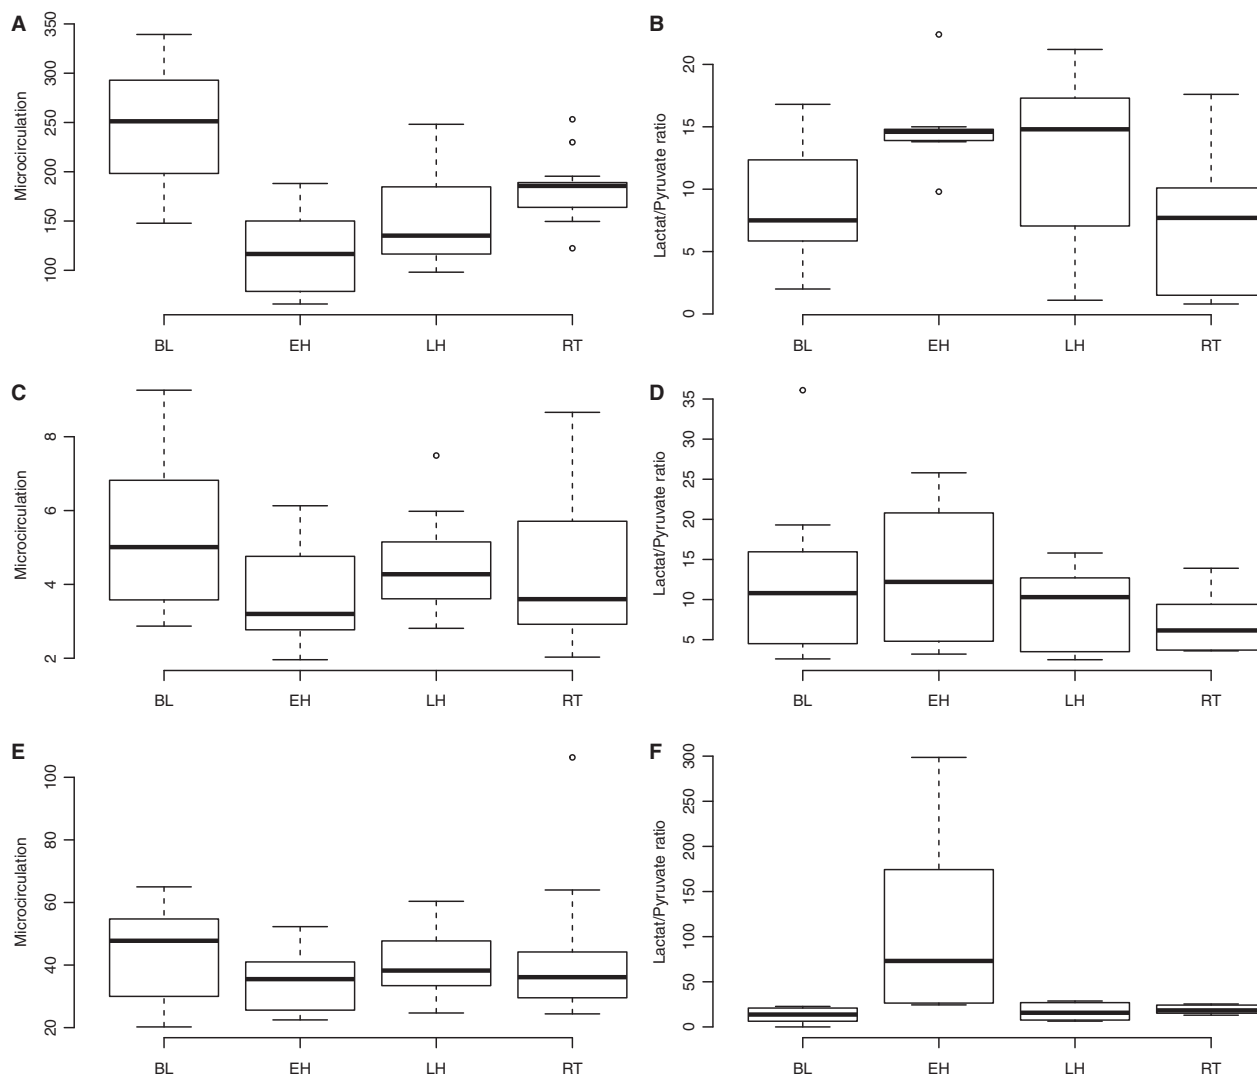 A
Microcirculation
350
300
250
200
150
100
BL EH LH RT
B
Lactat/Pyruvate ratio
20
15
10
5
0
BL EH LH RT
C
Microcirculation
8
6
4
2
BL EH LH RT
D
Lactat/Pyruvate ratio
35
30
25
20
15
10
5
BL EH LH RT
E
Microcirculation
100
80
60
40
20
BL EH LH RT
F
Lactat/Pyruvate ratio
300
250
200
150
100
50
0
BL EH LH RT